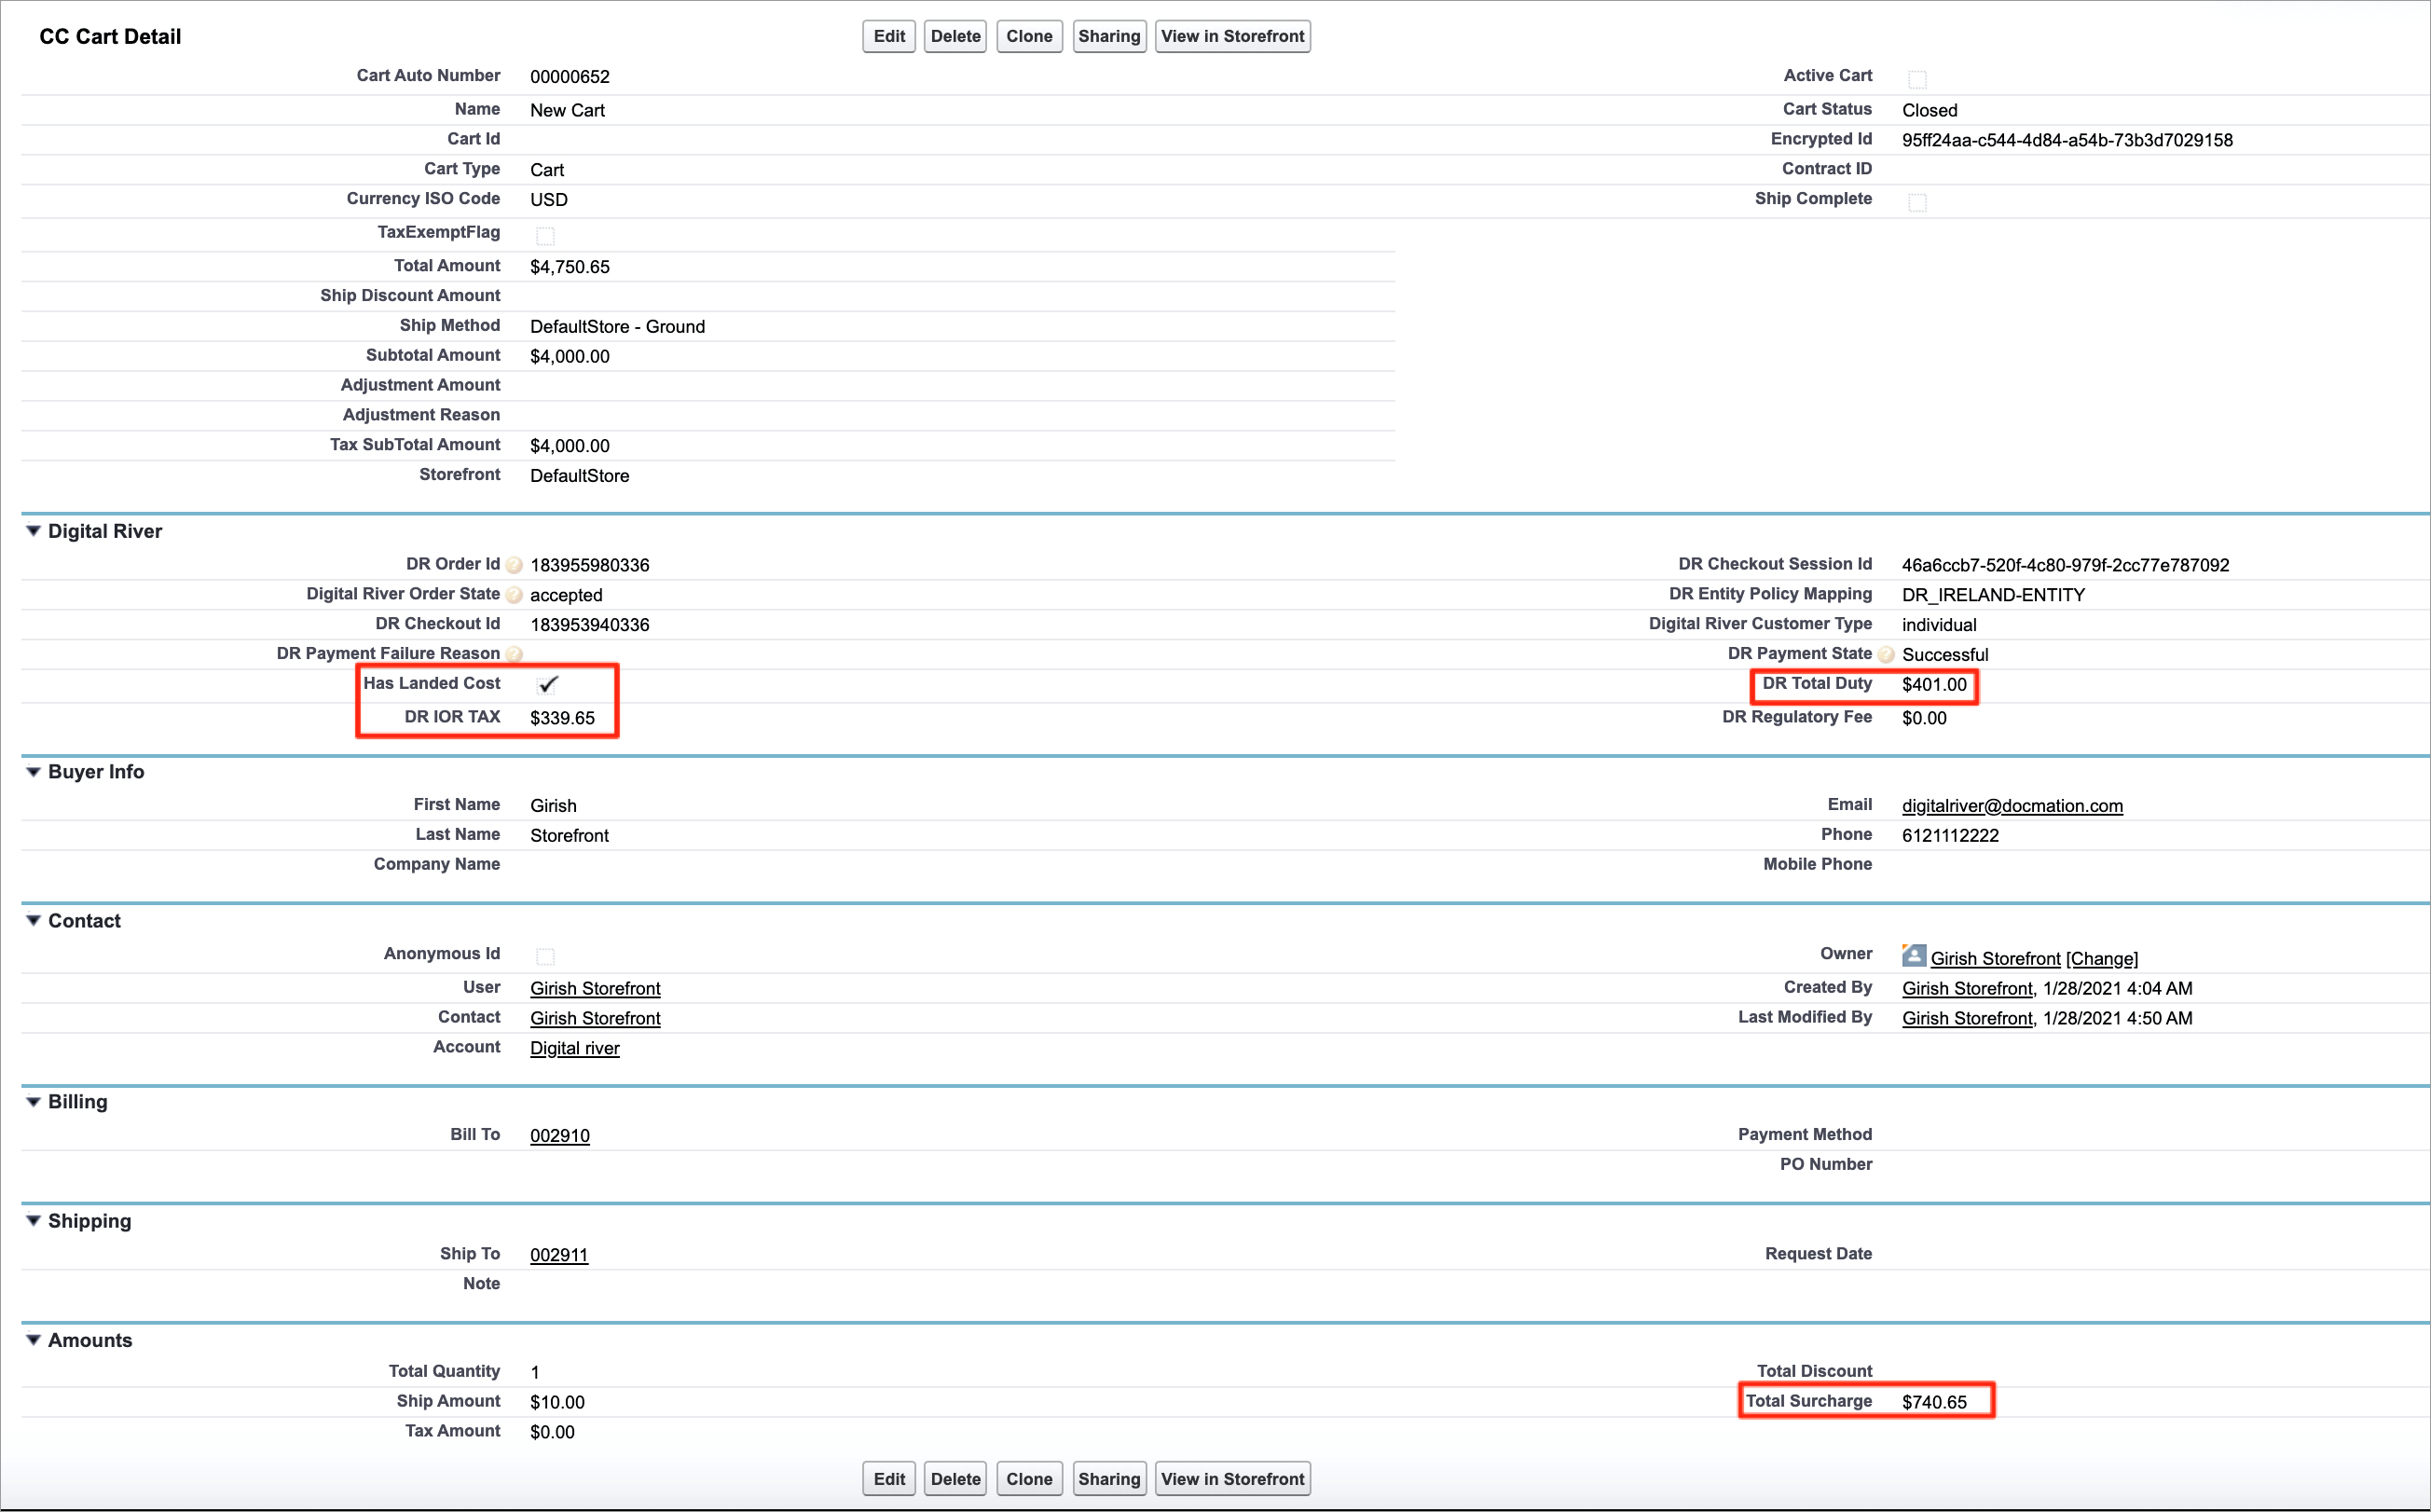 CC Cart Detail
Edit Delete Clone Sharing View in Storefront
Cart Auto Number 00000652 Active Cart
Name New Cart Cart Status Closed
Cart Id Encrypted Id 95ff24aa-c544-4d84-a54b-73b3d7029158
Cart Type Cart Contract ID
Currency ISO Code USD Ship Complete
TaxExemptFlag
Total Amount $4,750.65
Ship Discount Amount
Ship Method DefaultStore - Ground
Subtotal Amount $4,000.00
Adjustment Amount
Adjustment Reason
Tax SubTotal Amount $4,000.00
Storefront DefaultStore
Digital River
DR Order Id ? 183955980336 DR Checkout Session Id 46a6ccb7-520f-4c80-979f-2cc77e787092
Digital River Order State ? accepted DR Entity Policy Mapping DR_IRELAND-ENTITY
DR Checkout Id 183953940336 Digital River Customer Type individual
DR Payment Failure Reason ? DR Payment State ? Successful
Has Landed Cost DR Total Duty $401.00
DR IOR TAX $339.65 DR Regulatory Fee $0.00
Buyer Info
First Name Girish Email digitalriver@docmation.com
Last Name Storefront Phone 6121112222
Company Name Mobile Phone
Contact
Anonymous Id Owner Girish Storefront [Change]
User Girish Storefront Created By Girish Storefront, 1/28/2021 4:04 AM
Contact Girish Storefront Last Modified By Girish Storefront, 1/28/2021 4:50 AM
Account Digital river
Billing
Bill To 002910 Payment Method
PO Number
Shipping
Ship To 002911 Request Date
Note
Amounts
Total Quantity 1 Total Discount
Ship Amount $10.00 Total Surcharge $740.65
Tax Amount $0.00
Edit Delete Clone Sharing View in Storefront